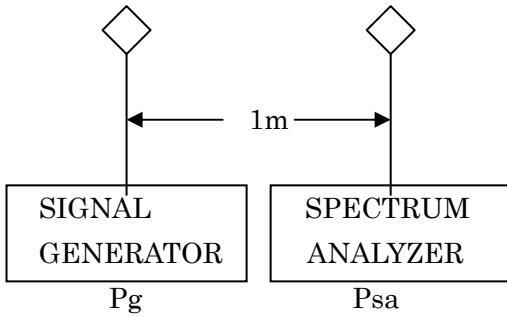 1m
SIGNAL
GENERATOR
SPECTRUM
ANALYZER
Pg
Psa